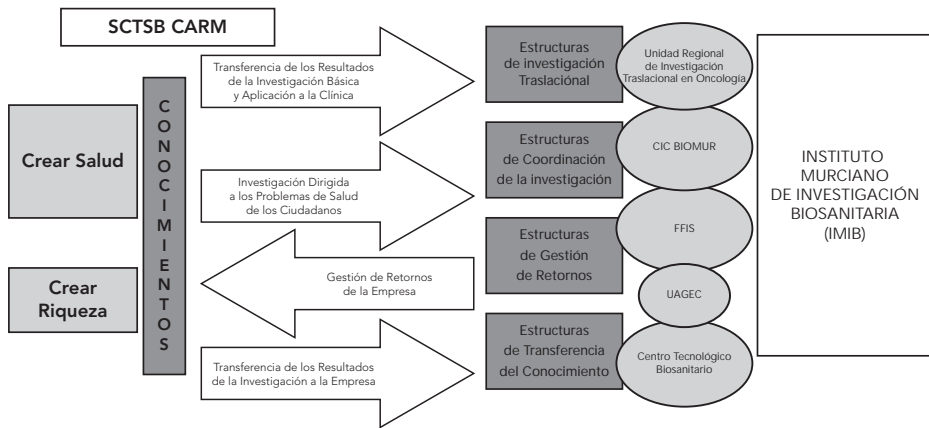 SCTSB CARM
Crear Salud
Crear
Riqueza
C
O
N
O
C
I
M
I
E
N
T
O
S
Transferencia de los Resultados
de la Investigación Básica
y Aplicación a la Clínica
Investigación Dirigida
a los Problemas de Salud
de los Ciudadanos
Gestión de Retornos
de la Empresa
Transferencia de los Resultados
de la Investigación a la Empresa
Estructuras
de investigación
Traslaciónal
Estructuras
de Coordinación
de la investigación
Estructuras
de Gestión
de Retornos
Estructuras
de Transferencia
del Conocimiento
Unidad Regional
de Investigación
Traslacional en Oncología
CIC BIOMUR
FFIS
UAGEC
Centro Tecnológico
Biosanitario
INSTITUTO
MURCIANO
DE INVESTIGACIÓN
BIOSANITARIA
(IMIB)